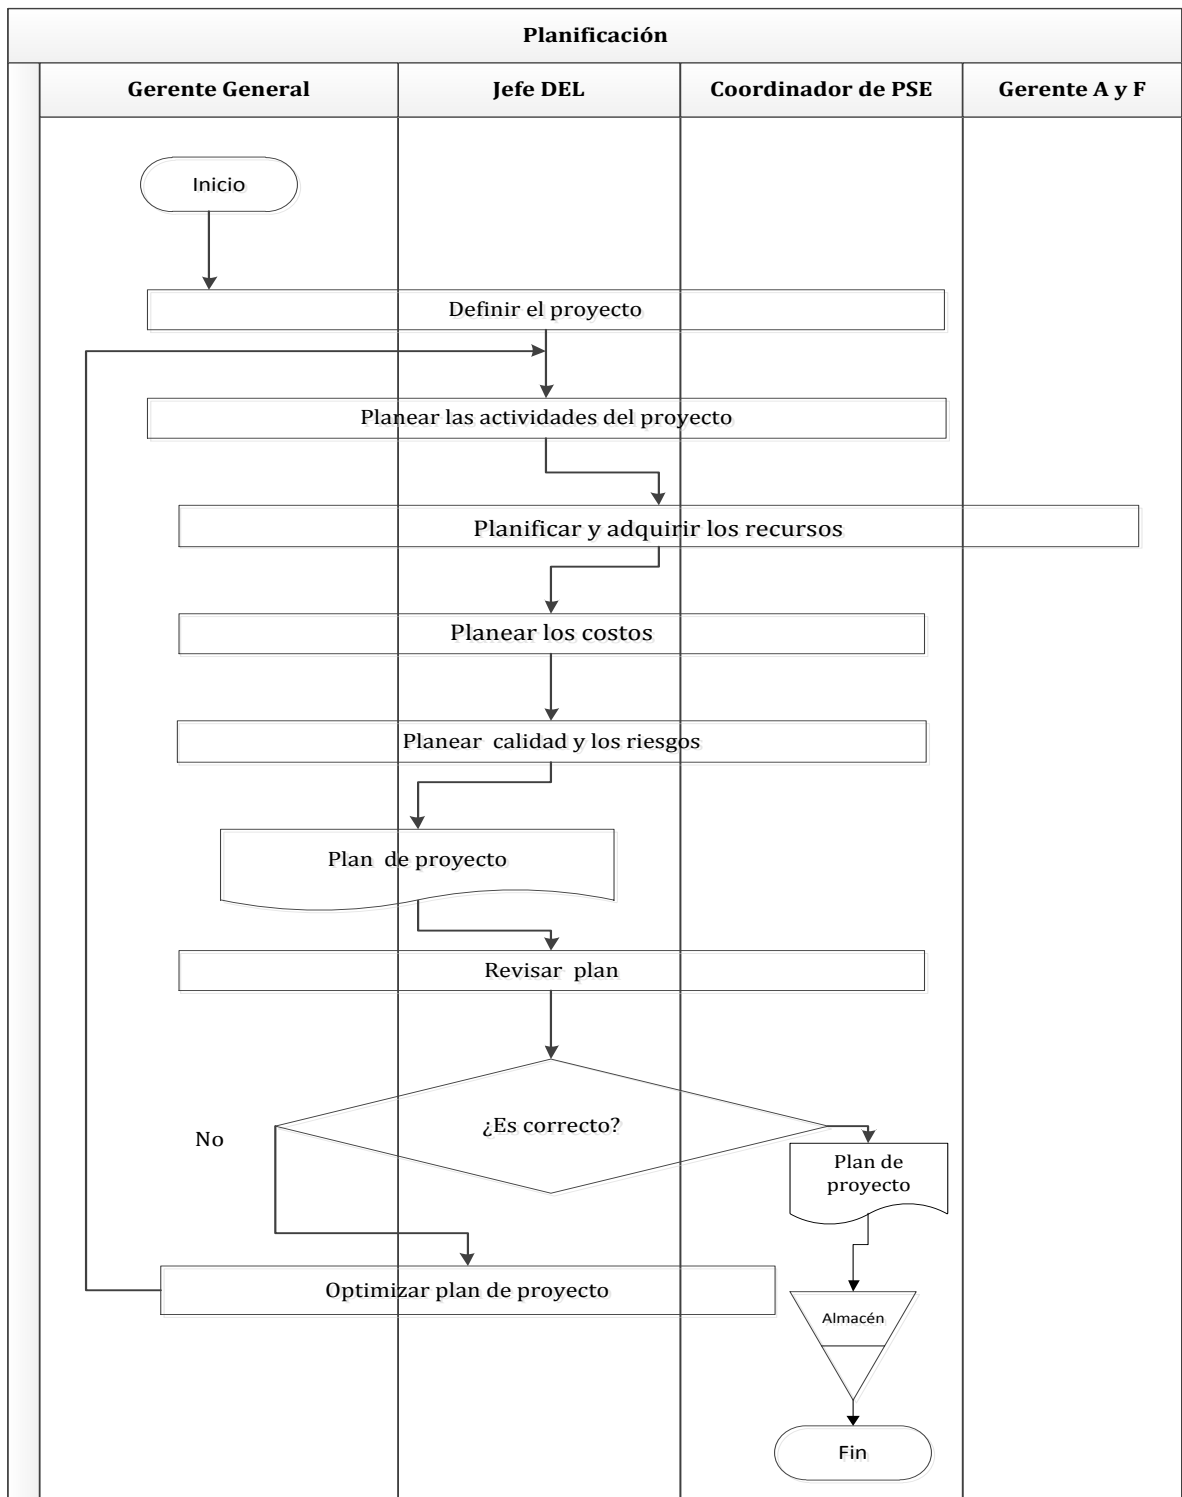 Planificación
Gerente General
Jefe DEL
Coordinador de PSE
Gerente A y F
Inicio
Definir el proyecto
Planear las actividades del proyecto
Planificar y adquirir los recursos
Planear los costos
Planear calidad y los riesgos
Plan de proyecto
Revisar plan
¿Es correcto?
No
Plan de
proyecto
Optimizar plan de proyecto
Almacén
Fin